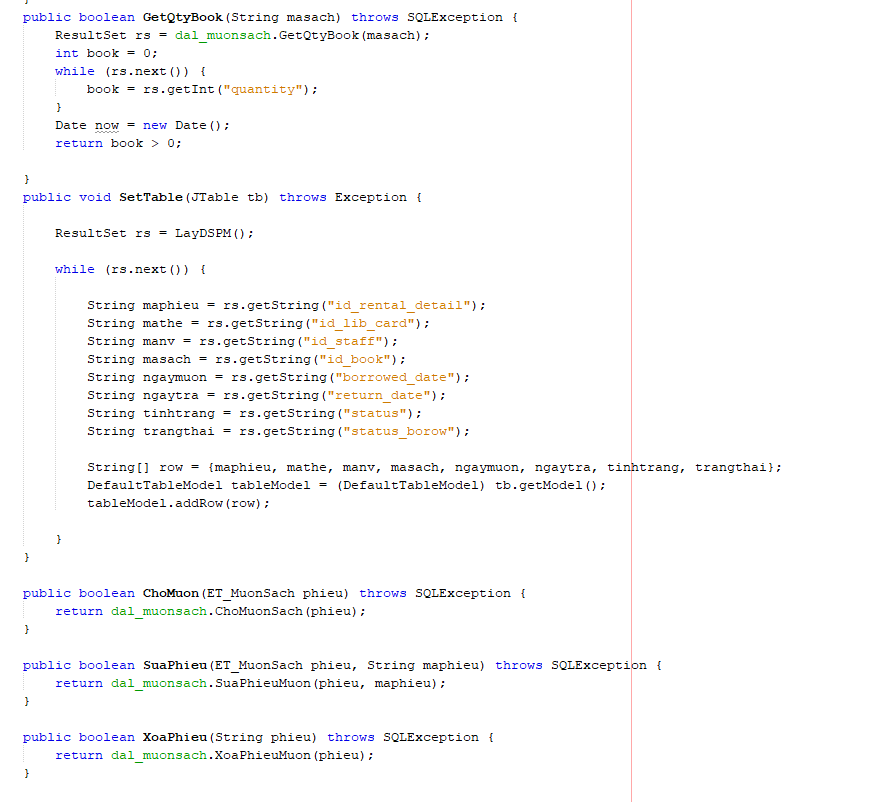 }
public boolean GetQtyBook(String masach) throws SQLException {
    ResultSet rs = dal_muonsach.GetQtyBook(masach);
    int book = 0;
    while (rs.next()) {
        book = rs.getInt("quantity");
    }
    Date now = new Date();
    return book > 0;

}
public void SetTable(JTable tb) throws Exception {

    ResultSet rs = LayDSPM();

    while (rs.next()) {

        String maphieu = rs.getString("id_rental_detail");
        String mathe = rs.getString("id_lib_card");
        String manv = rs.getString("id_staff");
        String masach = rs.getString("id_book");
        String ngaymuon = rs.getString("borrowed_date");
        String ngaytra = rs.getString("return_date");
        String tinhtrang = rs.getString("status");
        String trangthai = rs.getString("status_borow");

        String[] row = {maphieu, mathe, manv, masach, ngaymuon, ngaytra, tinhtrang, trangthai};
        DefaultTableModel tableModel = (DefaultTableModel) tb.getModel();
        tableModel.addRow(row);

    }
}

public boolean ChoMuon(ET_MuonSach phieu) throws SQLException {
    return dal_muonsach.ChoMuonSach(phieu);
}

public boolean SuaPhieu(ET_MuonSach phieu, String maphieu) throws SQLException {
    return dal_muonsach.SuaPhieuMuon(phieu, maphieu);
}

public boolean XoaPhieu(String phieu) throws SQLException {
    return dal_muonsach.XoaPhieuMuon(phieu);
}